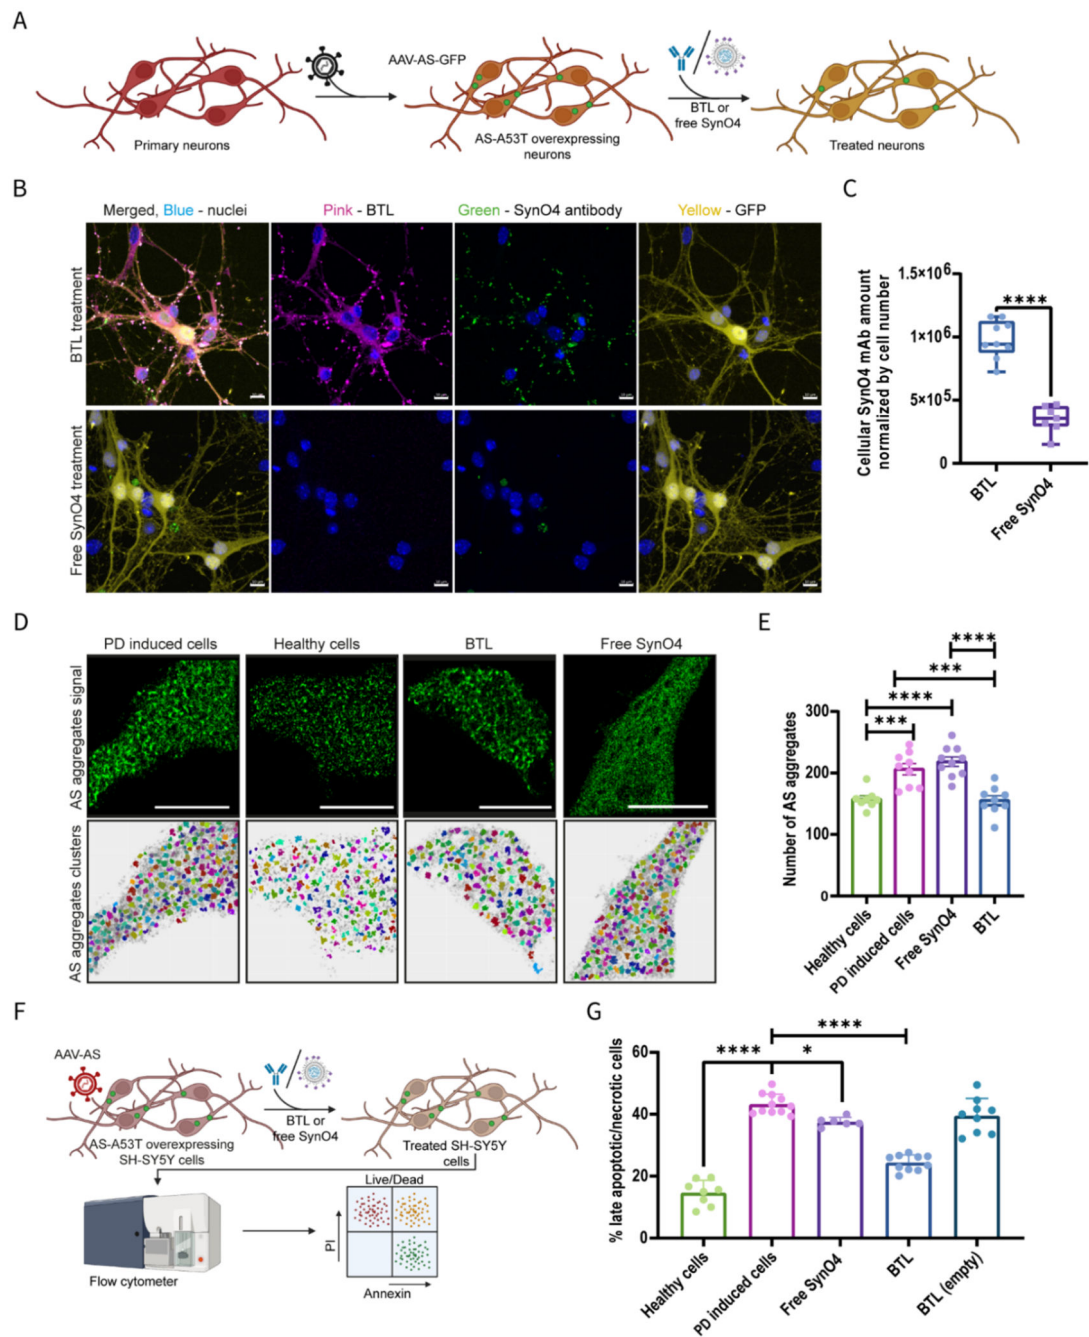 A
AAV-AS-GFP
BTL or
free SynO4
Primary neurons
AS-A53T overexpressing
neurons
Treated neurons
B
Merged, Blue - nuclei
Pink - BTL
Green - SynO4 antibody
Yellow - GFP
BTL treatment
Free SynO4 treatment
C
Cellular SynO4 mAb amount
normalized by cell number
1.5×10⁶
1×10⁶
5×10⁵
0
****
BTL
Free SynO4
D
PD induced cells
Healthy cells
BTL
Free SynO4
AS aggregates signal
AS aggregates clusters
E
****
***
****
***
Number of AS aggregates
300
200
100
0
Healthy cells
PD induced cells
Free SynO4
BTL
F
AAV-AS
BTL or
free SynO4
AS-A53T overexpressing
SH-SY5Y cells
Treated SH-SY5Y
cells
Live/Dead
PI
Annexin
Flow cytometer
G
****
****
*
% late apoptotic/necrotic cells
60
40
20
0
Healthy cells
PD induced cells
Free SynO4
BTL
BTL (empty)